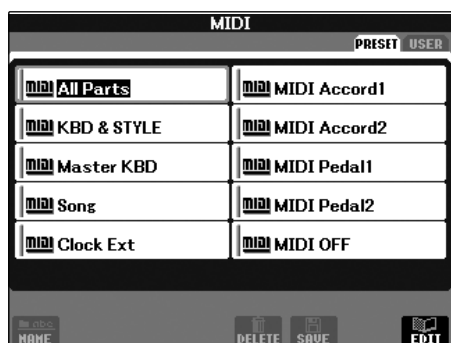 MIDI
PRESET USER
MIDI All Parts
MIDI KBD & STYLE
MIDI Master KBD
MIDI Song
MIDI Clock Ext
MIDI MIDI Accord1
MIDI MIDI Accord2
MIDI MIDI Pedal1
MIDI MIDI Pedal2
MIDI MIDI OFF
abc
NAME DELETE SAVE EDIT